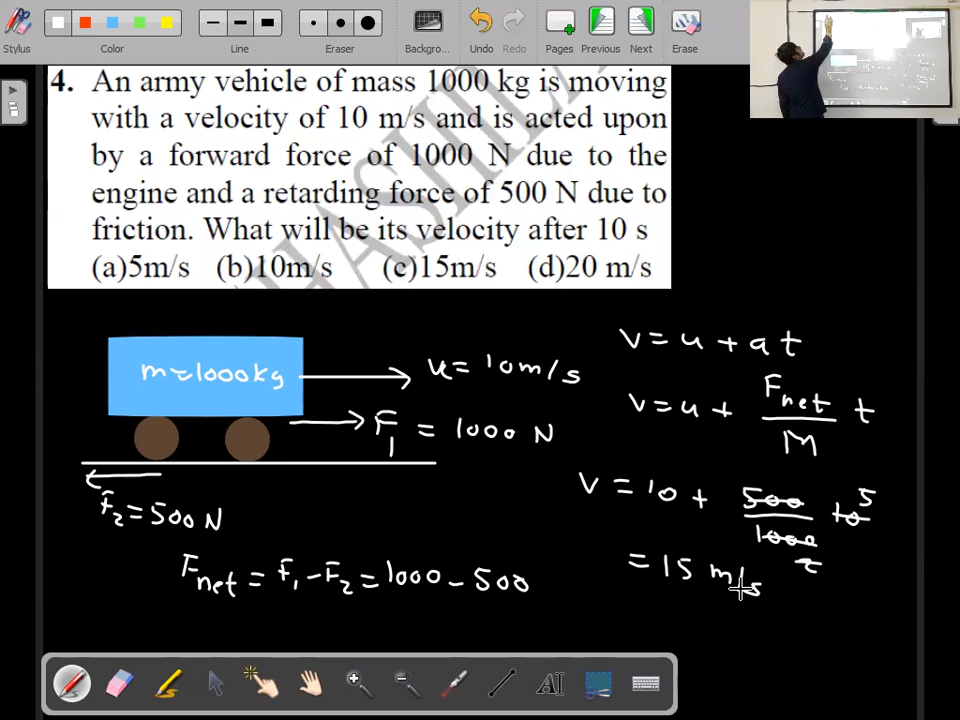 Stylus Color Line Eraser Backgro... Undo Redo Pages Previous Next Erase
4. An army vehicle of mass 1000 kg is moving
with a velocity of 10 m/s and is acted upon
by a forward force of 1000 N due to the
engine and a retarding force of 500 N due to
friction. What will be its velocity after 10 s
(a)5m/s (b)10m/s (c)15m/s (d)20 m/s
m=1000kg
u=10m/s
F1 = 1000 N
F2=500N
Fnet = F1-F2=1000-500
v=u+at
v=u+ Fnet/M t
v=10+ 500/1000 10 5
2
=15 m/s
AI